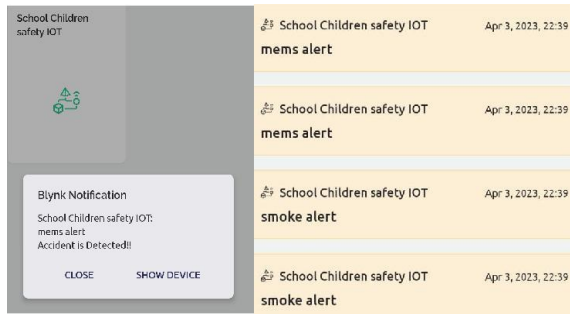 School Children
safety IOT
Blynk Notification
School Children safety IOT:
mems alert
Accident is Detected!!
CLOSE SHOW DEVICE
School Children safety IOT Apr 3, 2023, 22:39
mems alert
School Children safety IOT Apr 3, 2023, 22:39
mems alert
School Children safety IOT Apr 3, 2023, 22:39
smoke alert
School Children safety IOT Apr 3, 2023, 22:39
smoke alert